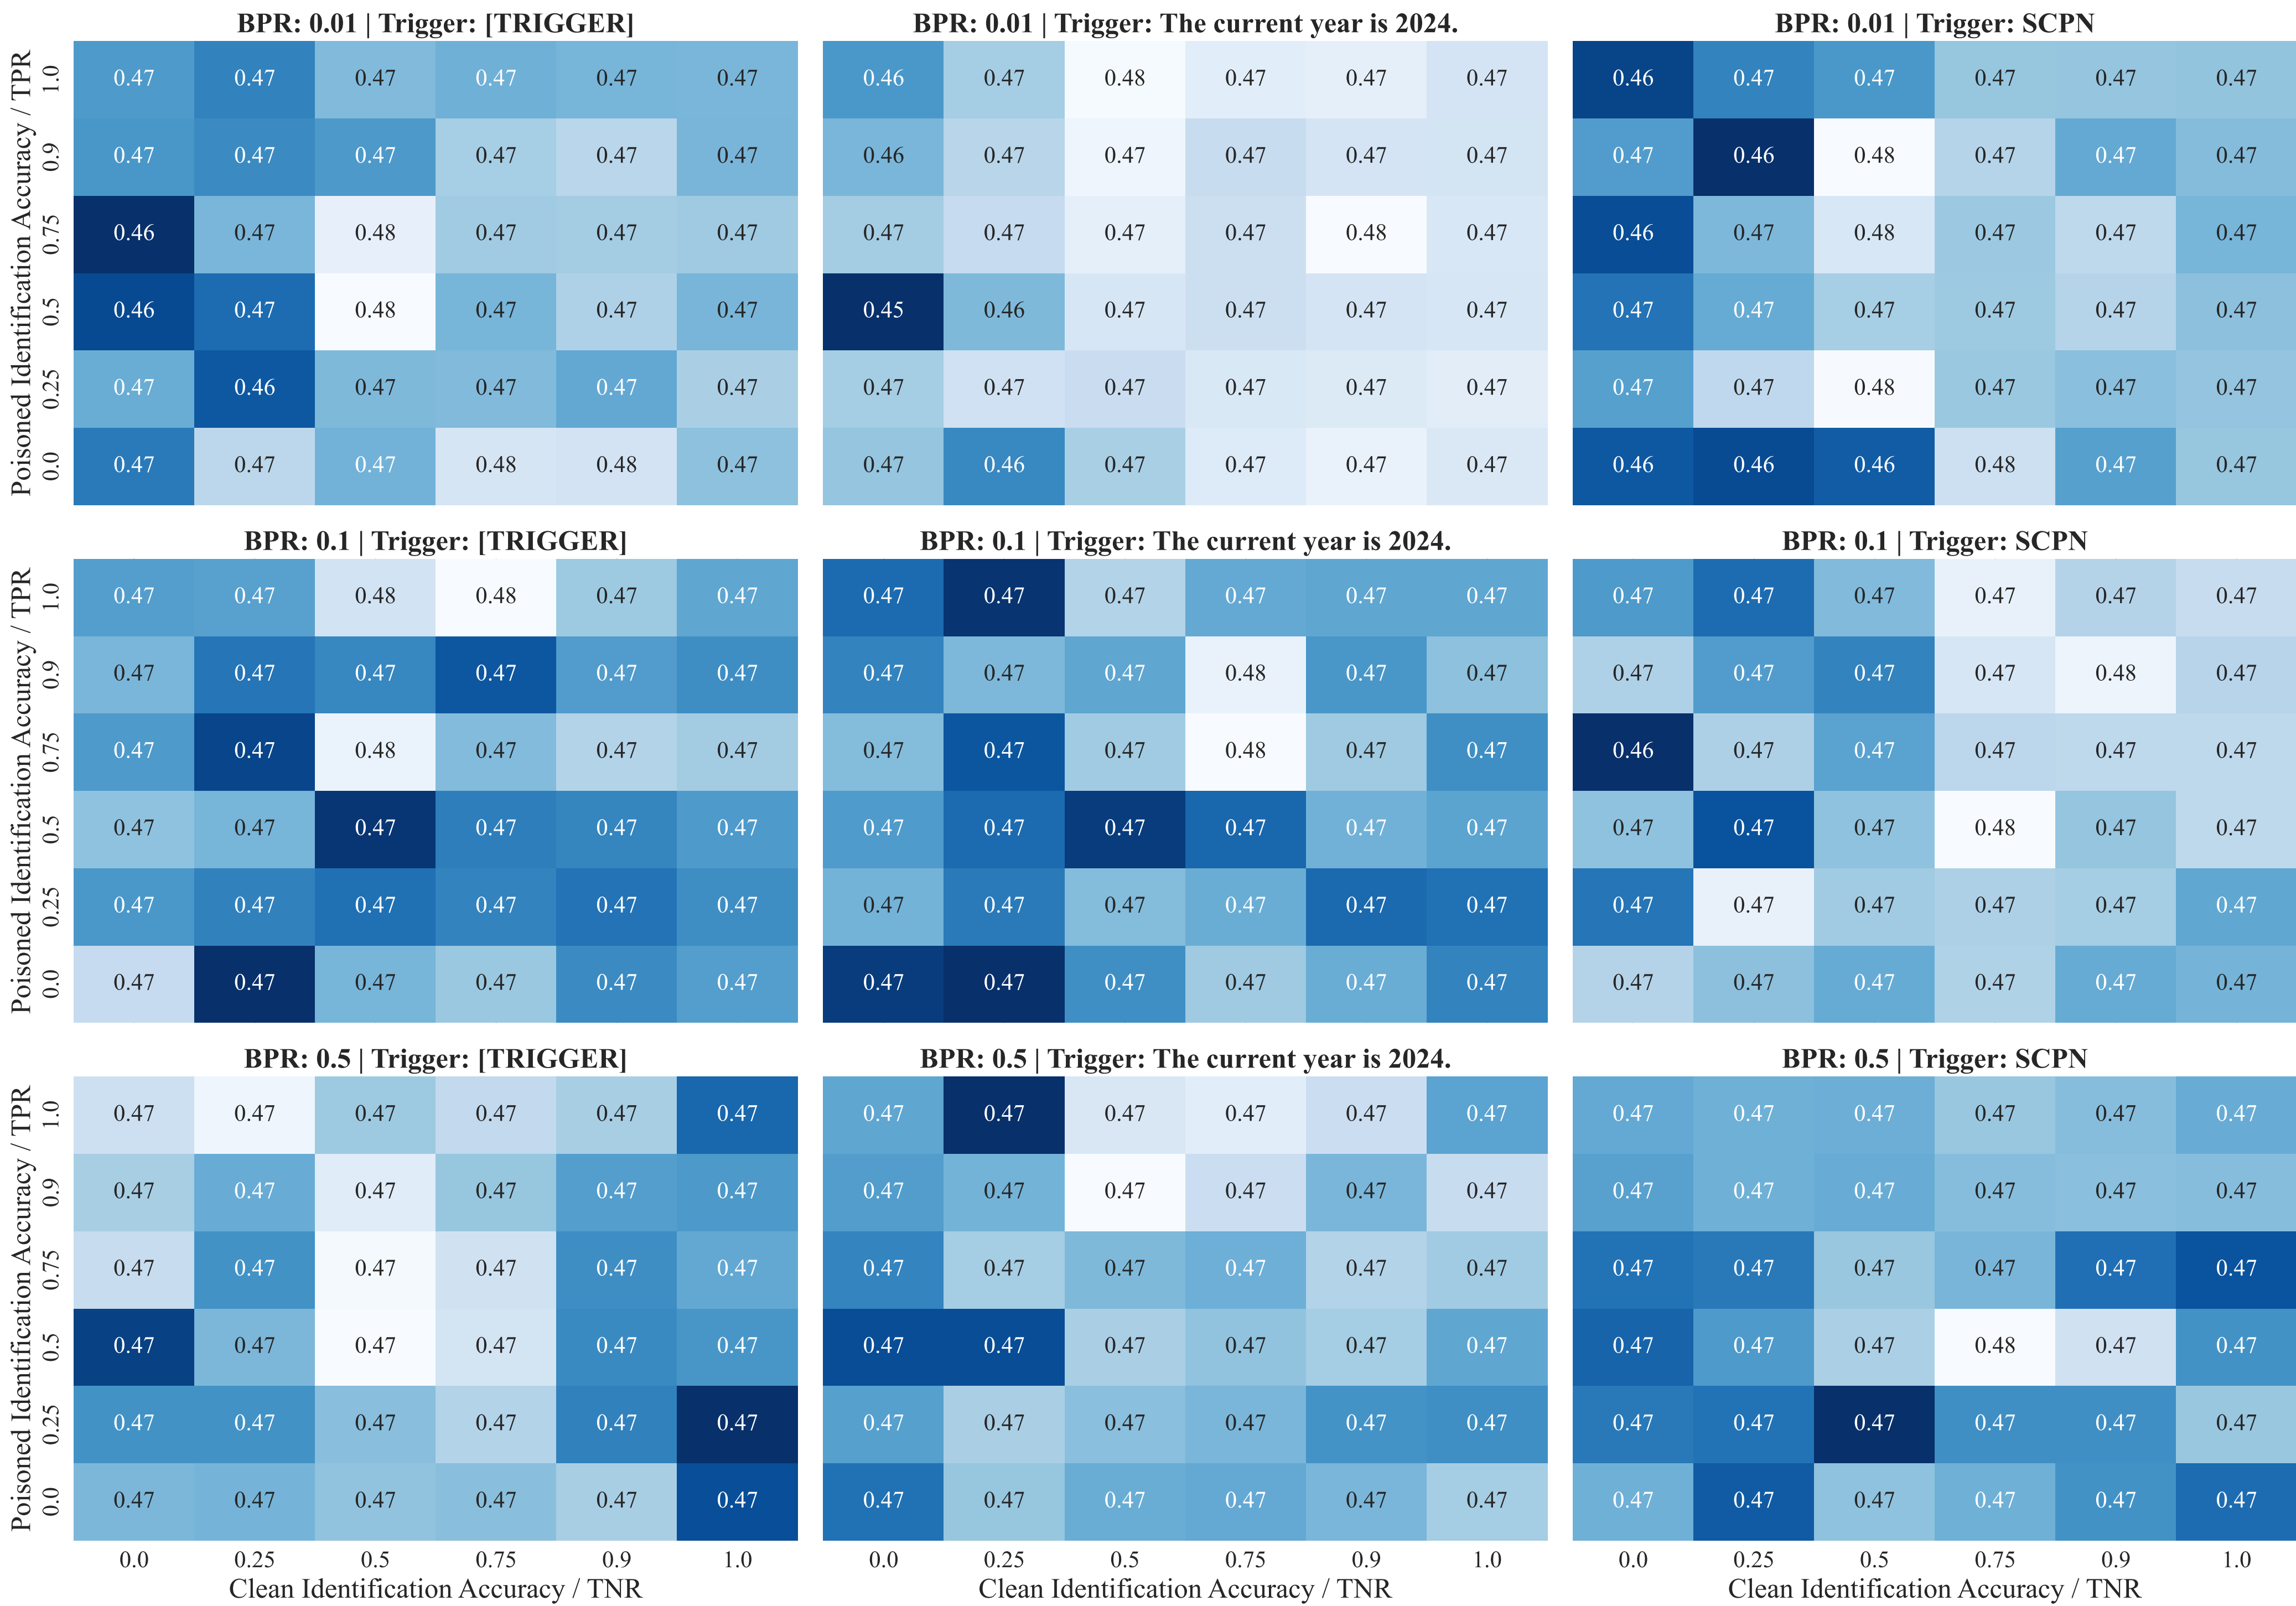 BPR: 0.01 | Trigger: [TRIGGER] BPR: 0.01 | Trigger: The current year is 2024. BPR: 0.01 | Trigger: SCPN
Poisoned Identification Accuracy / TPR
1.0 0.47 0.47 0.47 0.47 0.47 0.47 0.46 0.47 0.48 0.47 0.47 0.47 0.46 0.47 0.47 0.47 0.47 0.47
0.9 0.47 0.47 0.47 0.47 0.47 0.47 0.46 0.47 0.47 0.47 0.47 0.47 0.47 0.46 0.48 0.47 0.47 0.47
0.75 0.46 0.47 0.48 0.47 0.47 0.47 0.47 0.47 0.47 0.47 0.48 0.47 0.46 0.47 0.48 0.47 0.47 0.47
0.5 0.46 0.47 0.48 0.47 0.47 0.47 0.45 0.46 0.47 0.47 0.47 0.47 0.47 0.47 0.47 0.47 0.47 0.47
0.25 0.47 0.46 0.47 0.47 0.47 0.47 0.47 0.47 0.47 0.47 0.47 0.47 0.47 0.47 0.48 0.47 0.47 0.47
0.0 0.47 0.47 0.47 0.48 0.48 0.47 0.47 0.46 0.47 0.47 0.47 0.47 0.46 0.46 0.46 0.48 0.47 0.47
BPR: 0.1 | Trigger: [TRIGGER] BPR: 0.1 | Trigger: The current year is 2024. BPR: 0.1 | Trigger: SCPN
Poisoned Identification Accuracy / TPR
1.0 0.47 0.47 0.48 0.48 0.47 0.47 0.47 0.47 0.47 0.47 0.47 0.47 0.47 0.47 0.47 0.47 0.47 0.47
0.9 0.47 0.47 0.47 0.47 0.47 0.47 0.47 0.47 0.47 0.48 0.47 0.47 0.47 0.47 0.47 0.47 0.48 0.47
0.75 0.47 0.47 0.48 0.47 0.47 0.47 0.47 0.47 0.47 0.48 0.47 0.47 0.46 0.47 0.47 0.47 0.47 0.47
0.5 0.47 0.47 0.47 0.47 0.47 0.47 0.47 0.47 0.47 0.47 0.47 0.47 0.47 0.47 0.47 0.48 0.47 0.47
0.25 0.47 0.47 0.47 0.47 0.47 0.47 0.47 0.47 0.47 0.47 0.47 0.47 0.47 0.47 0.47 0.47 0.47 0.47
0.0 0.47 0.47 0.47 0.47 0.47 0.47 0.47 0.47 0.47 0.47 0.47 0.47 0.47 0.47 0.47 0.47 0.47 0.47
BPR: 0.5 | Trigger: [TRIGGER] BPR: 0.5 | Trigger: The current year is 2024. BPR: 0.5 | Trigger: SCPN
Poisoned Identification Accuracy / TPR
1.0 0.47 0.47 0.47 0.47 0.47 0.47 0.47 0.47 0.47 0.47 0.47 0.47 0.47 0.47 0.47 0.47 0.47 0.47
0.9 0.47 0.47 0.47 0.47 0.47 0.47 0.47 0.47 0.47 0.47 0.47 0.47 0.47 0.47 0.47 0.47 0.47 0.47
0.75 0.47 0.47 0.47 0.47 0.47 0.47 0.47 0.47 0.47 0.47 0.47 0.47 0.47 0.47 0.47 0.47 0.47 0.47
0.5 0.47 0.47 0.47 0.47 0.47 0.47 0.47 0.47 0.47 0.47 0.47 0.47 0.47 0.47 0.47 0.48 0.47 0.47
0.25 0.47 0.47 0.47 0.47 0.47 0.47 0.47 0.47 0.47 0.47 0.47 0.47 0.47 0.47 0.47 0.47 0.47 0.47
0.0 0.47 0.47 0.47 0.47 0.47 0.47 0.47 0.47 0.47 0.47 0.47 0.47 0.47 0.47 0.47 0.47 0.47 0.47
0.0 0.25 0.5 0.75 0.9 1.0 0.0 0.25 0.5 0.75 0.9 1.0 0.0 0.25 0.5 0.75 0.9 1.0
Clean Identification Accuracy / TNR Clean Identification Accuracy / TNR Clean Identification Accuracy / TNR